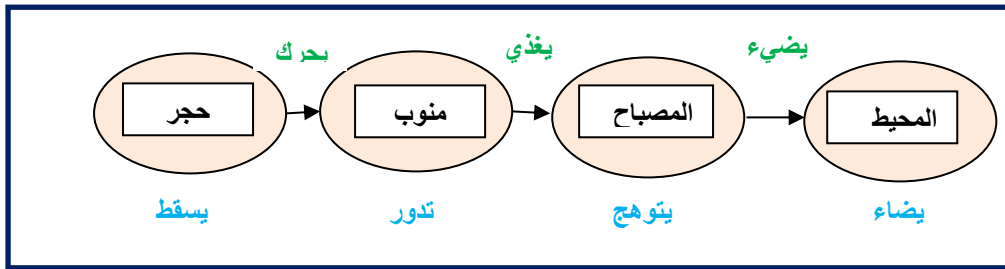 يحرك يغذي يضيء
حجر منوب المصباح المحيط
يسقط تدور يتوهج يضاء